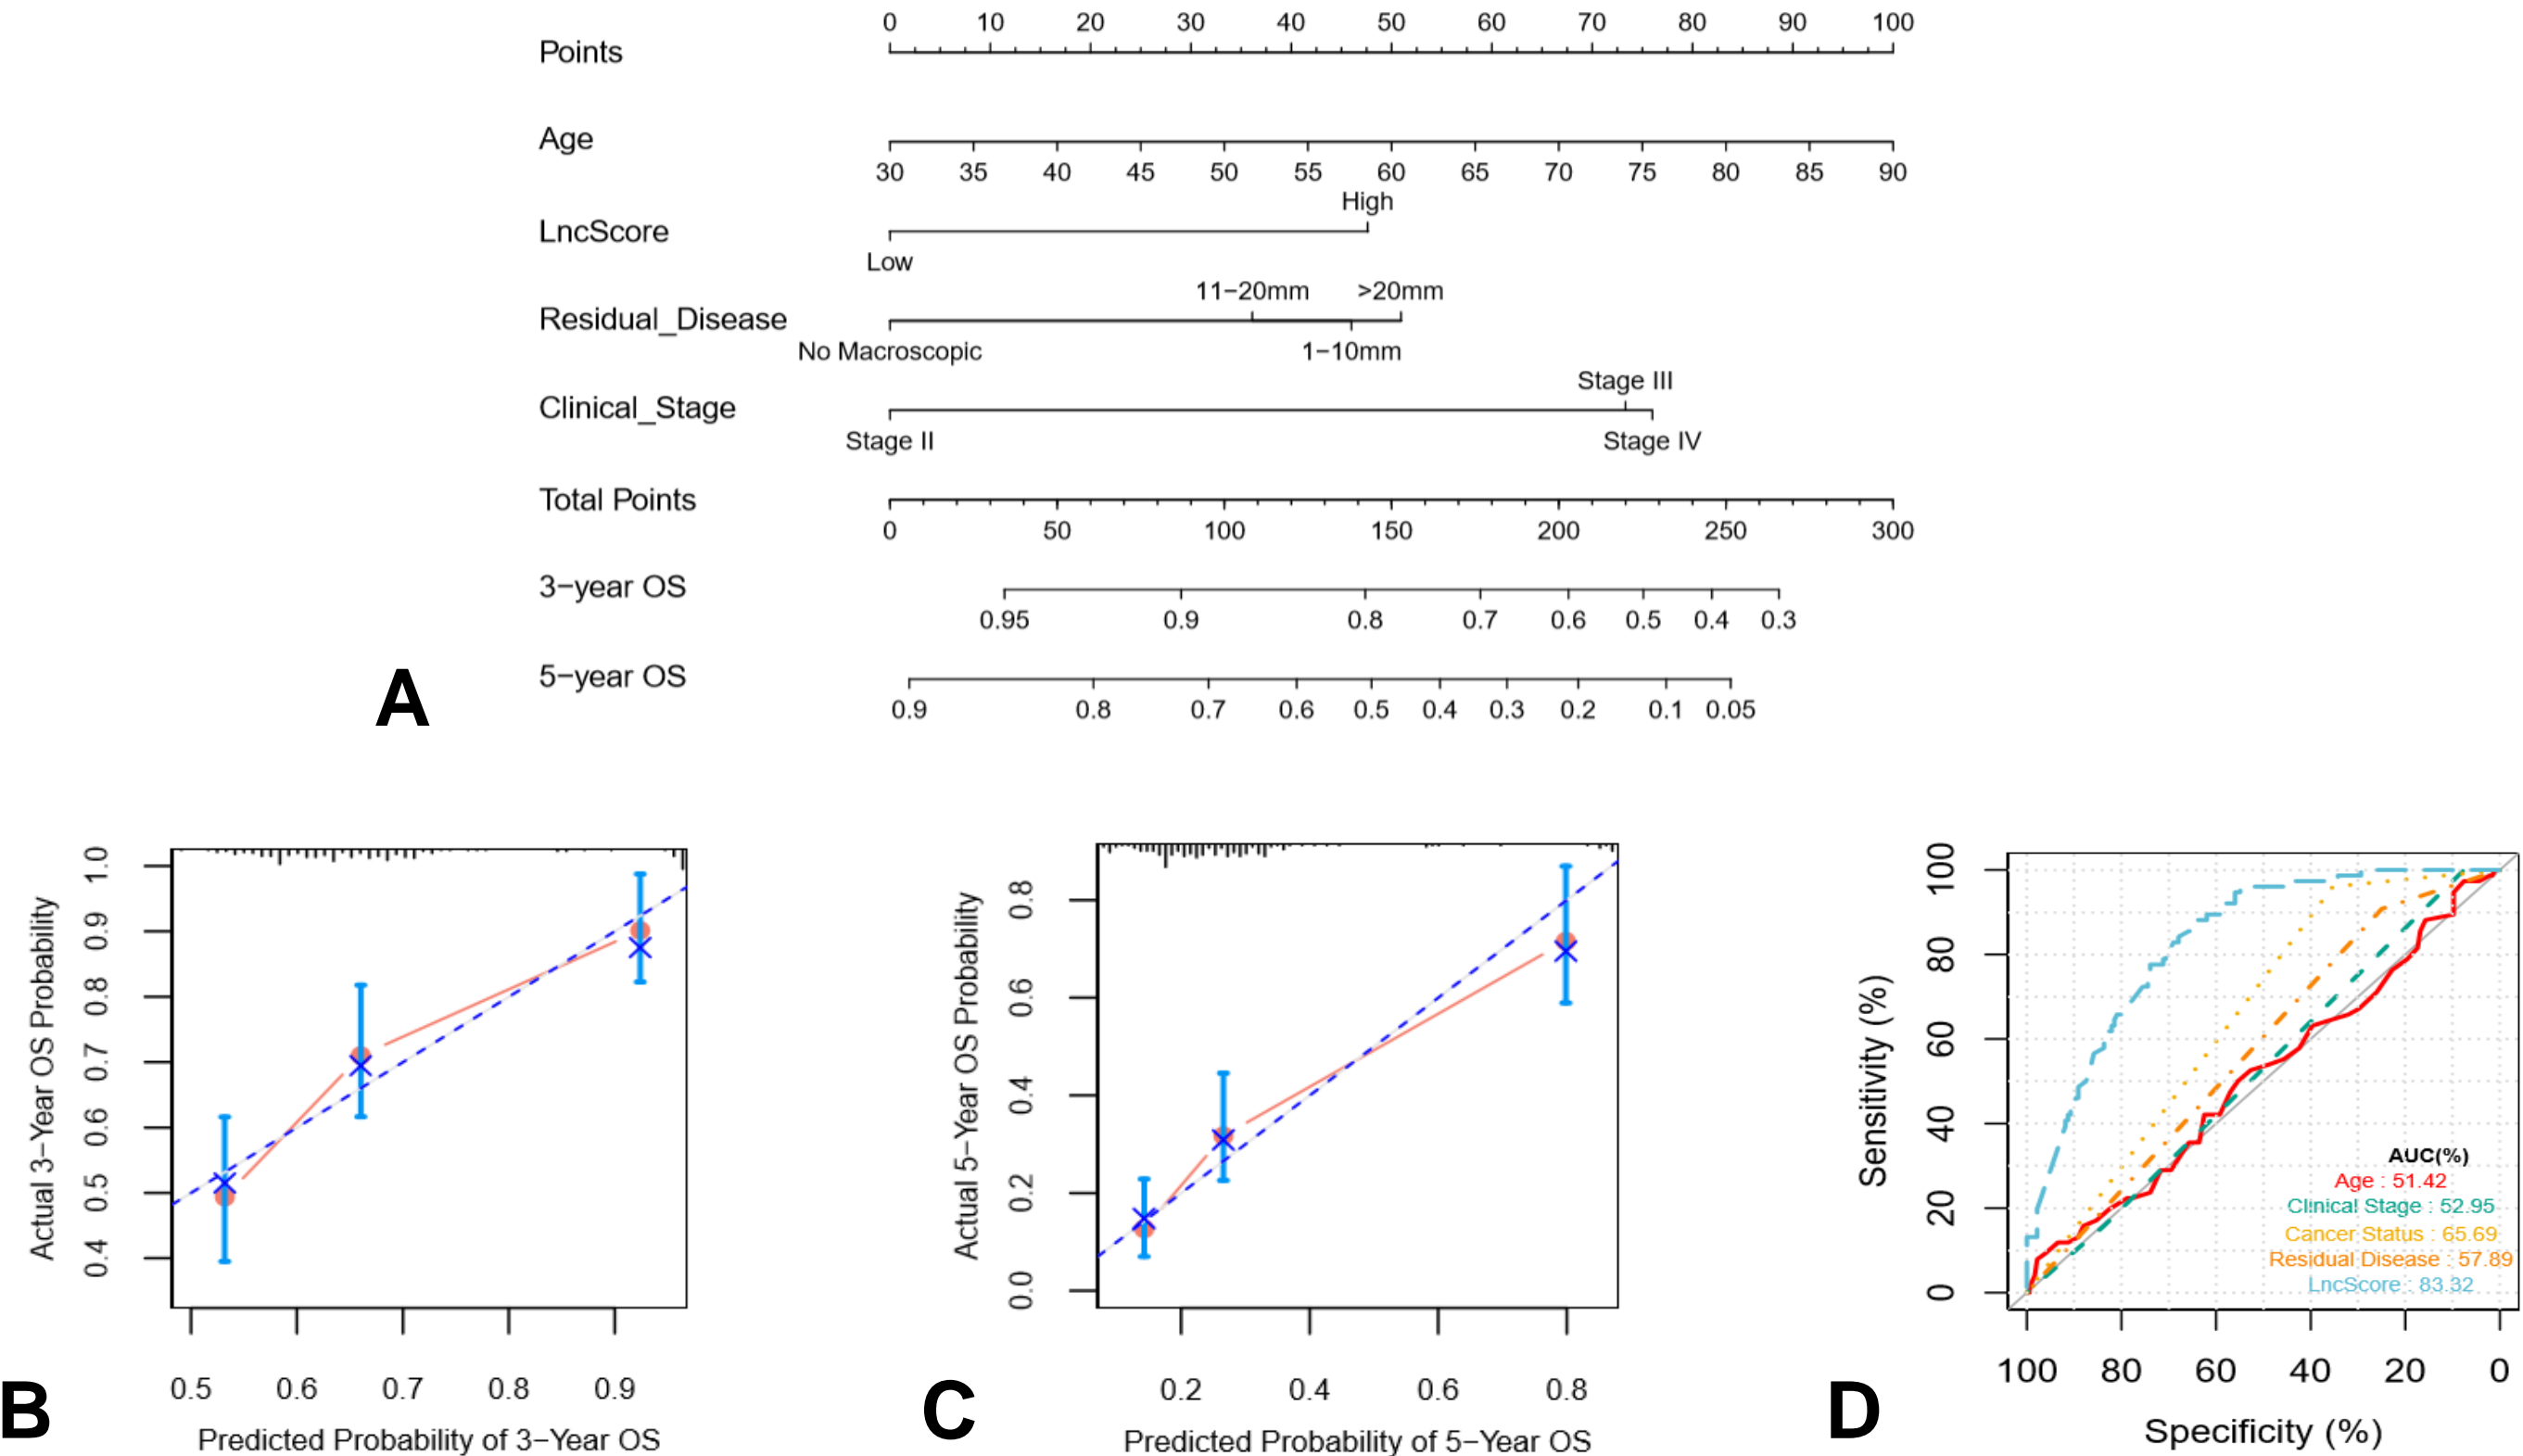 0 10 20 30 40 50 60 70 80 90 100
Points
Age
30 35 40 45 50 55 60 65 70 75 80 85 90
High
LncScore
Low
11−20mm >20mm
Residual_Disease
No Macroscopic 1−10mm
Stage III
Clinical_Stage
Stage II Stage IV
Total Points
0 50 100 150 200 250 300
3−year OS
0.95 0.9 0.8 0.7 0.6 0.5 0.4 0.3
5−year OS
0.9 0.8 0.7 0.6 0.5 0.4 0.3 0.2 0.1 0.05
A
Actual 3−Year OS Probability
1.0
0.9
0.8
0.7
0.6
0.5
0.4
0.5 0.6 0.7 0.8 0.9
Predicted Probability of 3−Year OS
B
Actual 5−Year OS Probability
0.8
0.6
0.4
0.2
0.0
0.2 0.4 0.6 0.8
Predicted Probability of 5−Year OS
C
Sensitivity (%)
100
80
60
40
20
0
AUC(%)
Age : 51.42
Clinical Stage : 52.95
Cancer Status : 65.69
Residual Disease : 57.89
LncScore : 83.32
100 80 60 40 20 0
Specificity (%)
D